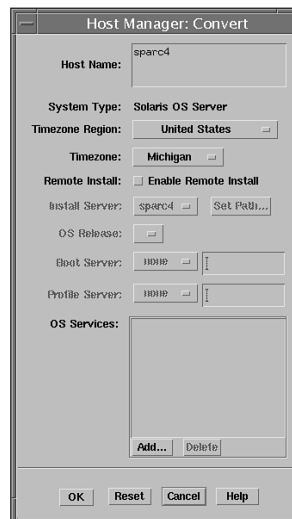 Host Manager: Convert
Host Name: sparc4
System Type: Solaris OS Server
Timezone Region: United States
Timezone: Michigan
Remote Install: Enable Remote Install
Install Server: sparc4 Set Path...
OS Release:
Boot Server: none
Profile Server: none
OS Services:
Add... Delete
OK Reset Cancel Help